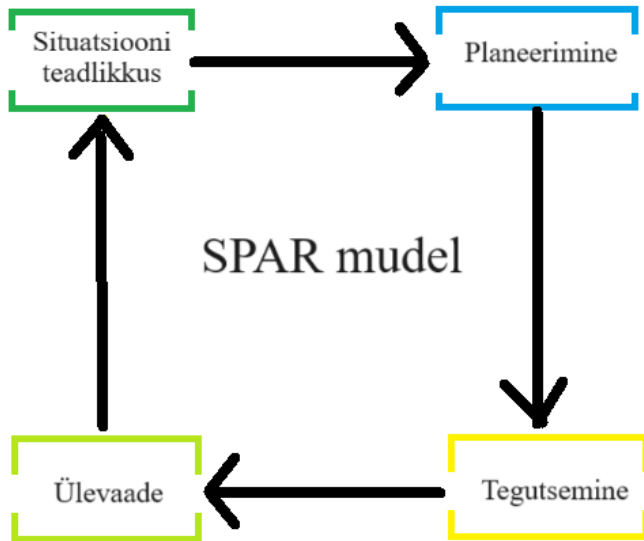 Situatsiooni
teadlikkus
Planeerimine
SPAR mudel
Ülevaade
Tegutsemine